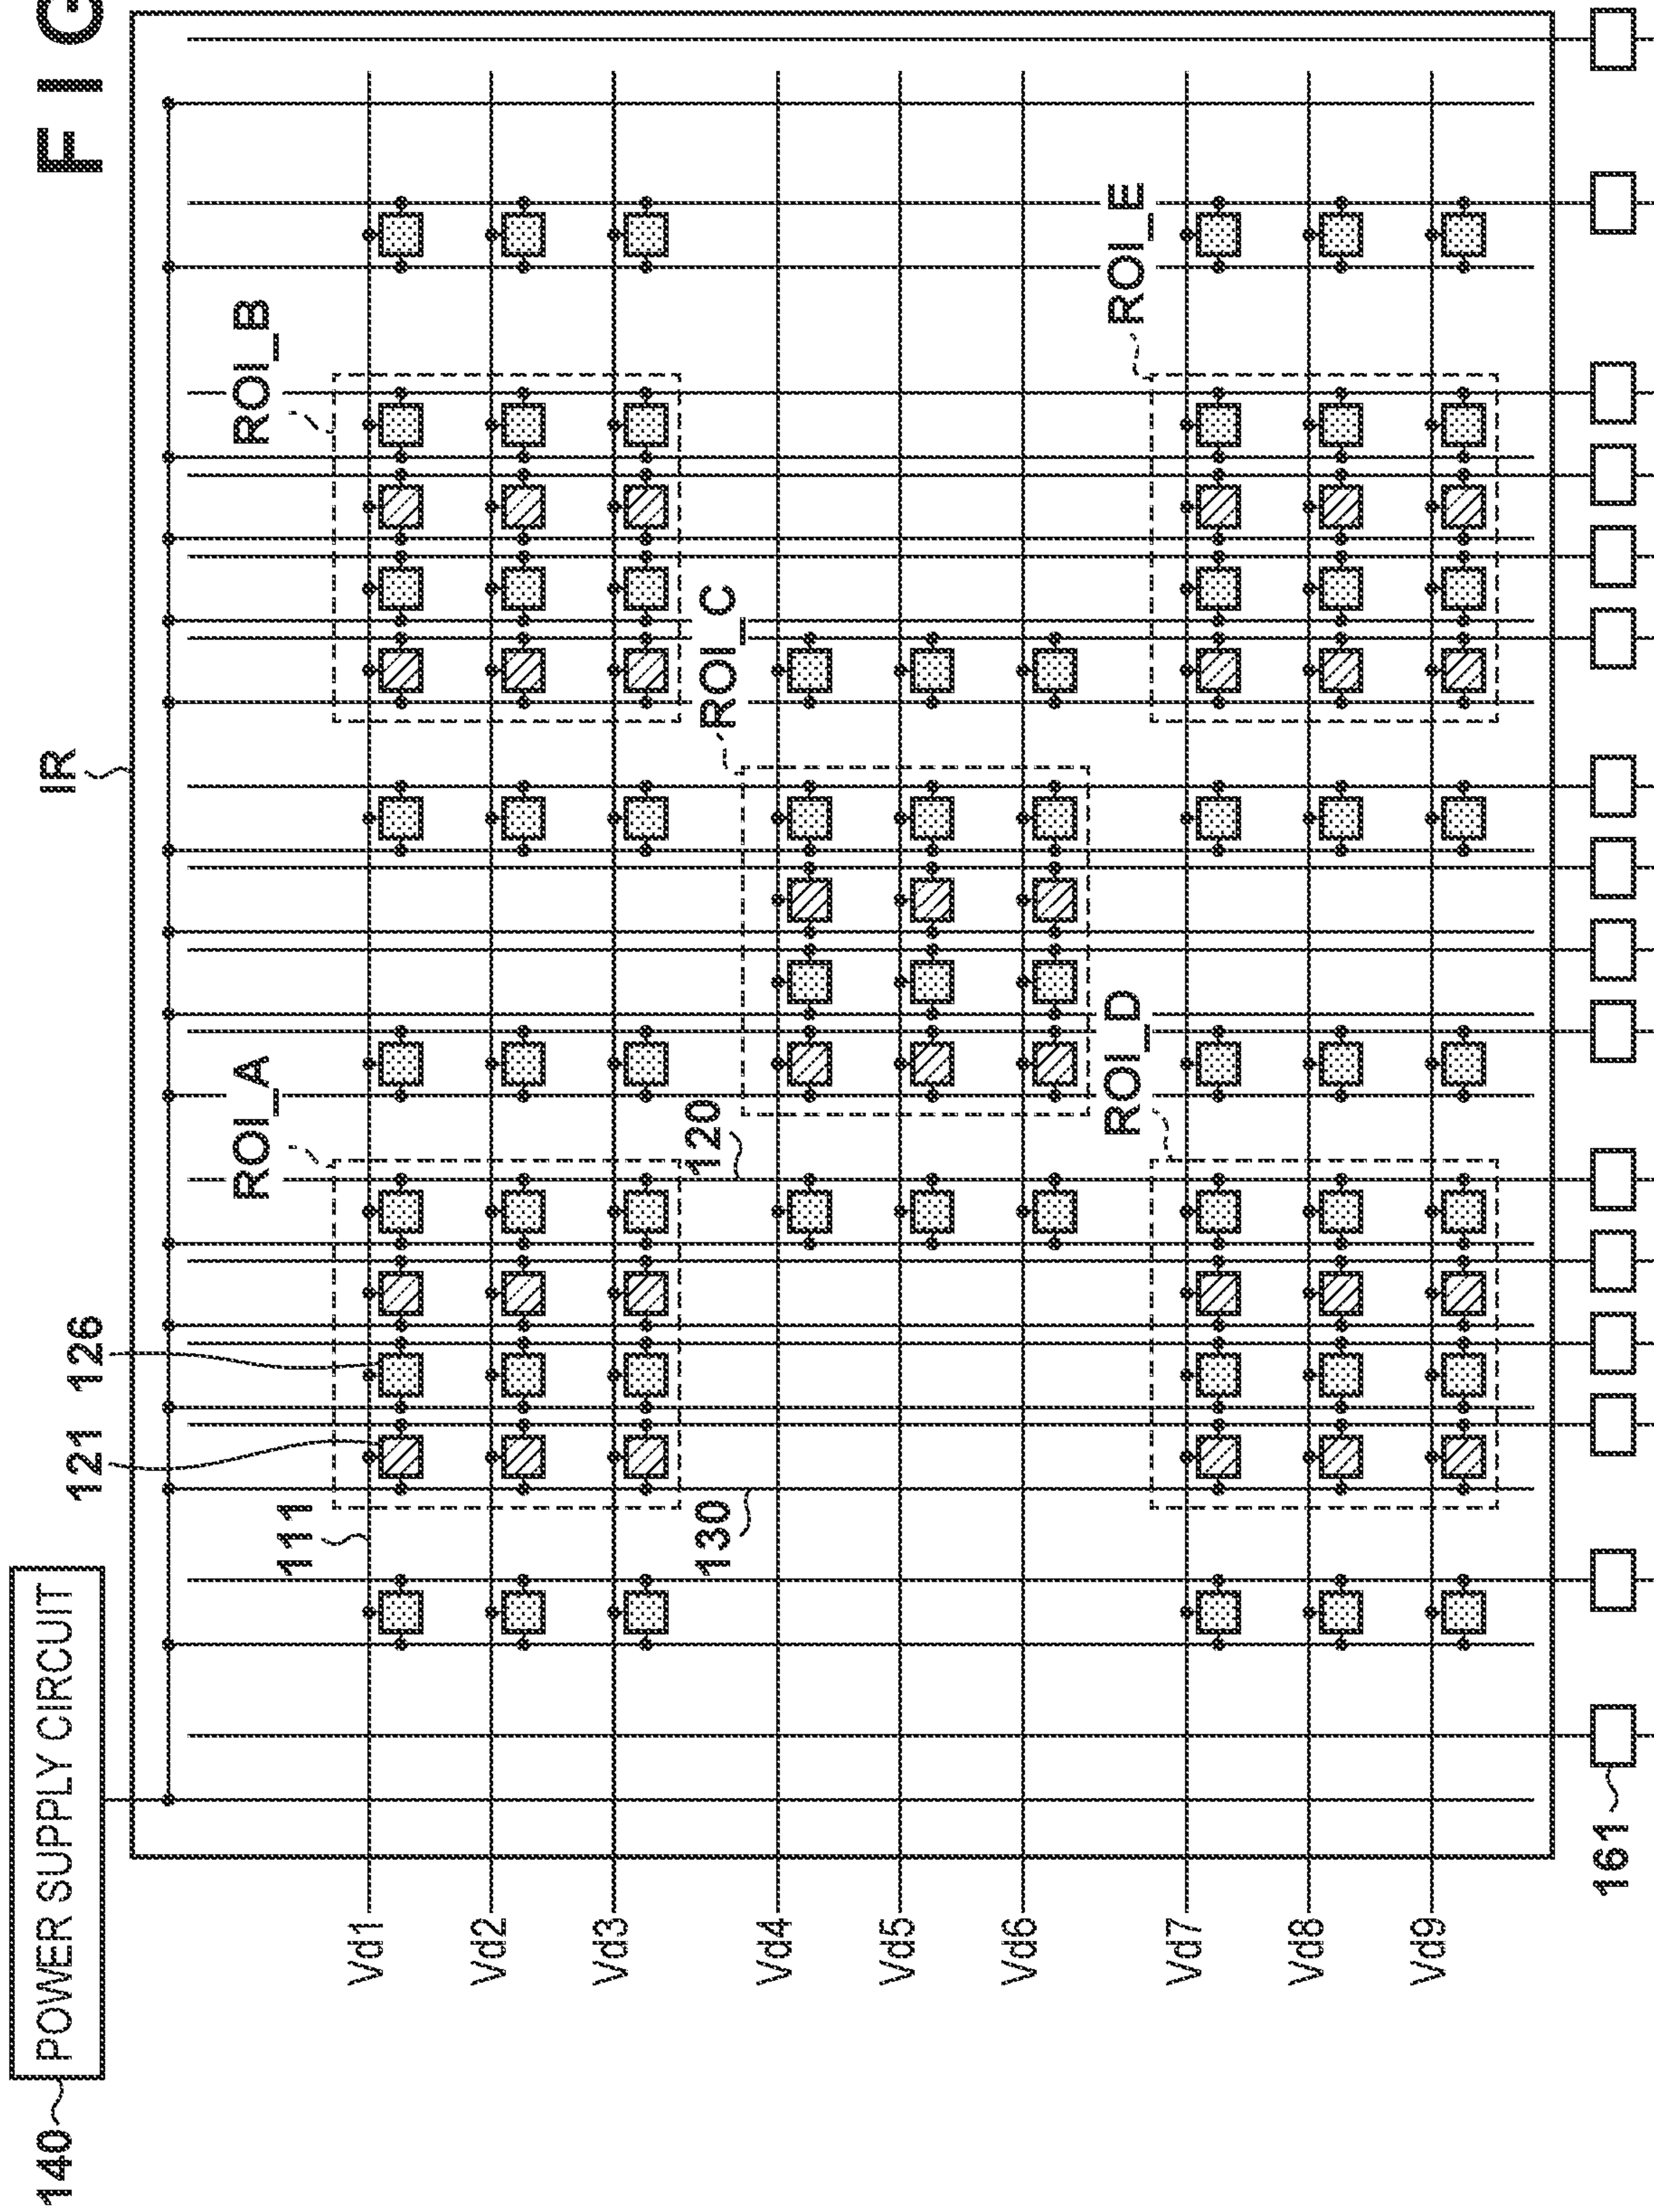 FIG
140
POWER SUPPLY CIRCUIT
IR
121
126
ROI_A
ROI_B
111
Vd1
Vd2
Vd3
130
120
ROI_C
Vd4
Vd5
Vd6
ROI_D
ROI_E
Vd7
Vd8
Vd9
161